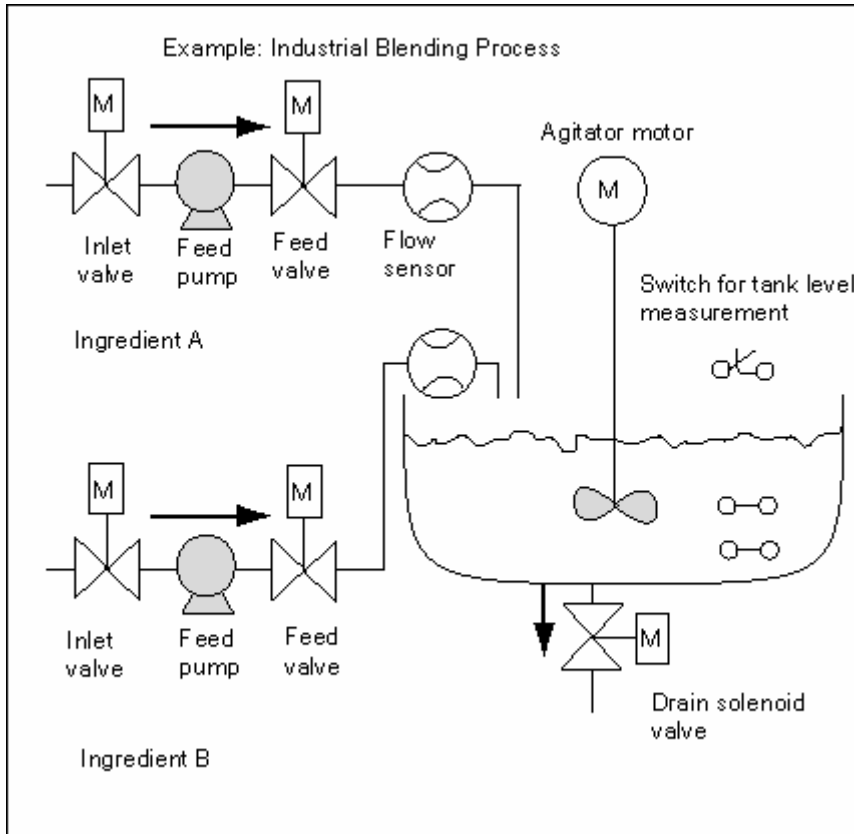 Example: Industrial Blending Process
M
M
Agitator motor
M
Inlet
valve
Feed
pump
Feed
valve
Flow
sensor
Switch for tank level
measurement
Ingredient A
M
M
Inlet
valve
Feed
pump
Feed
valve
M
Drain solenoid
valve
Ingredient B